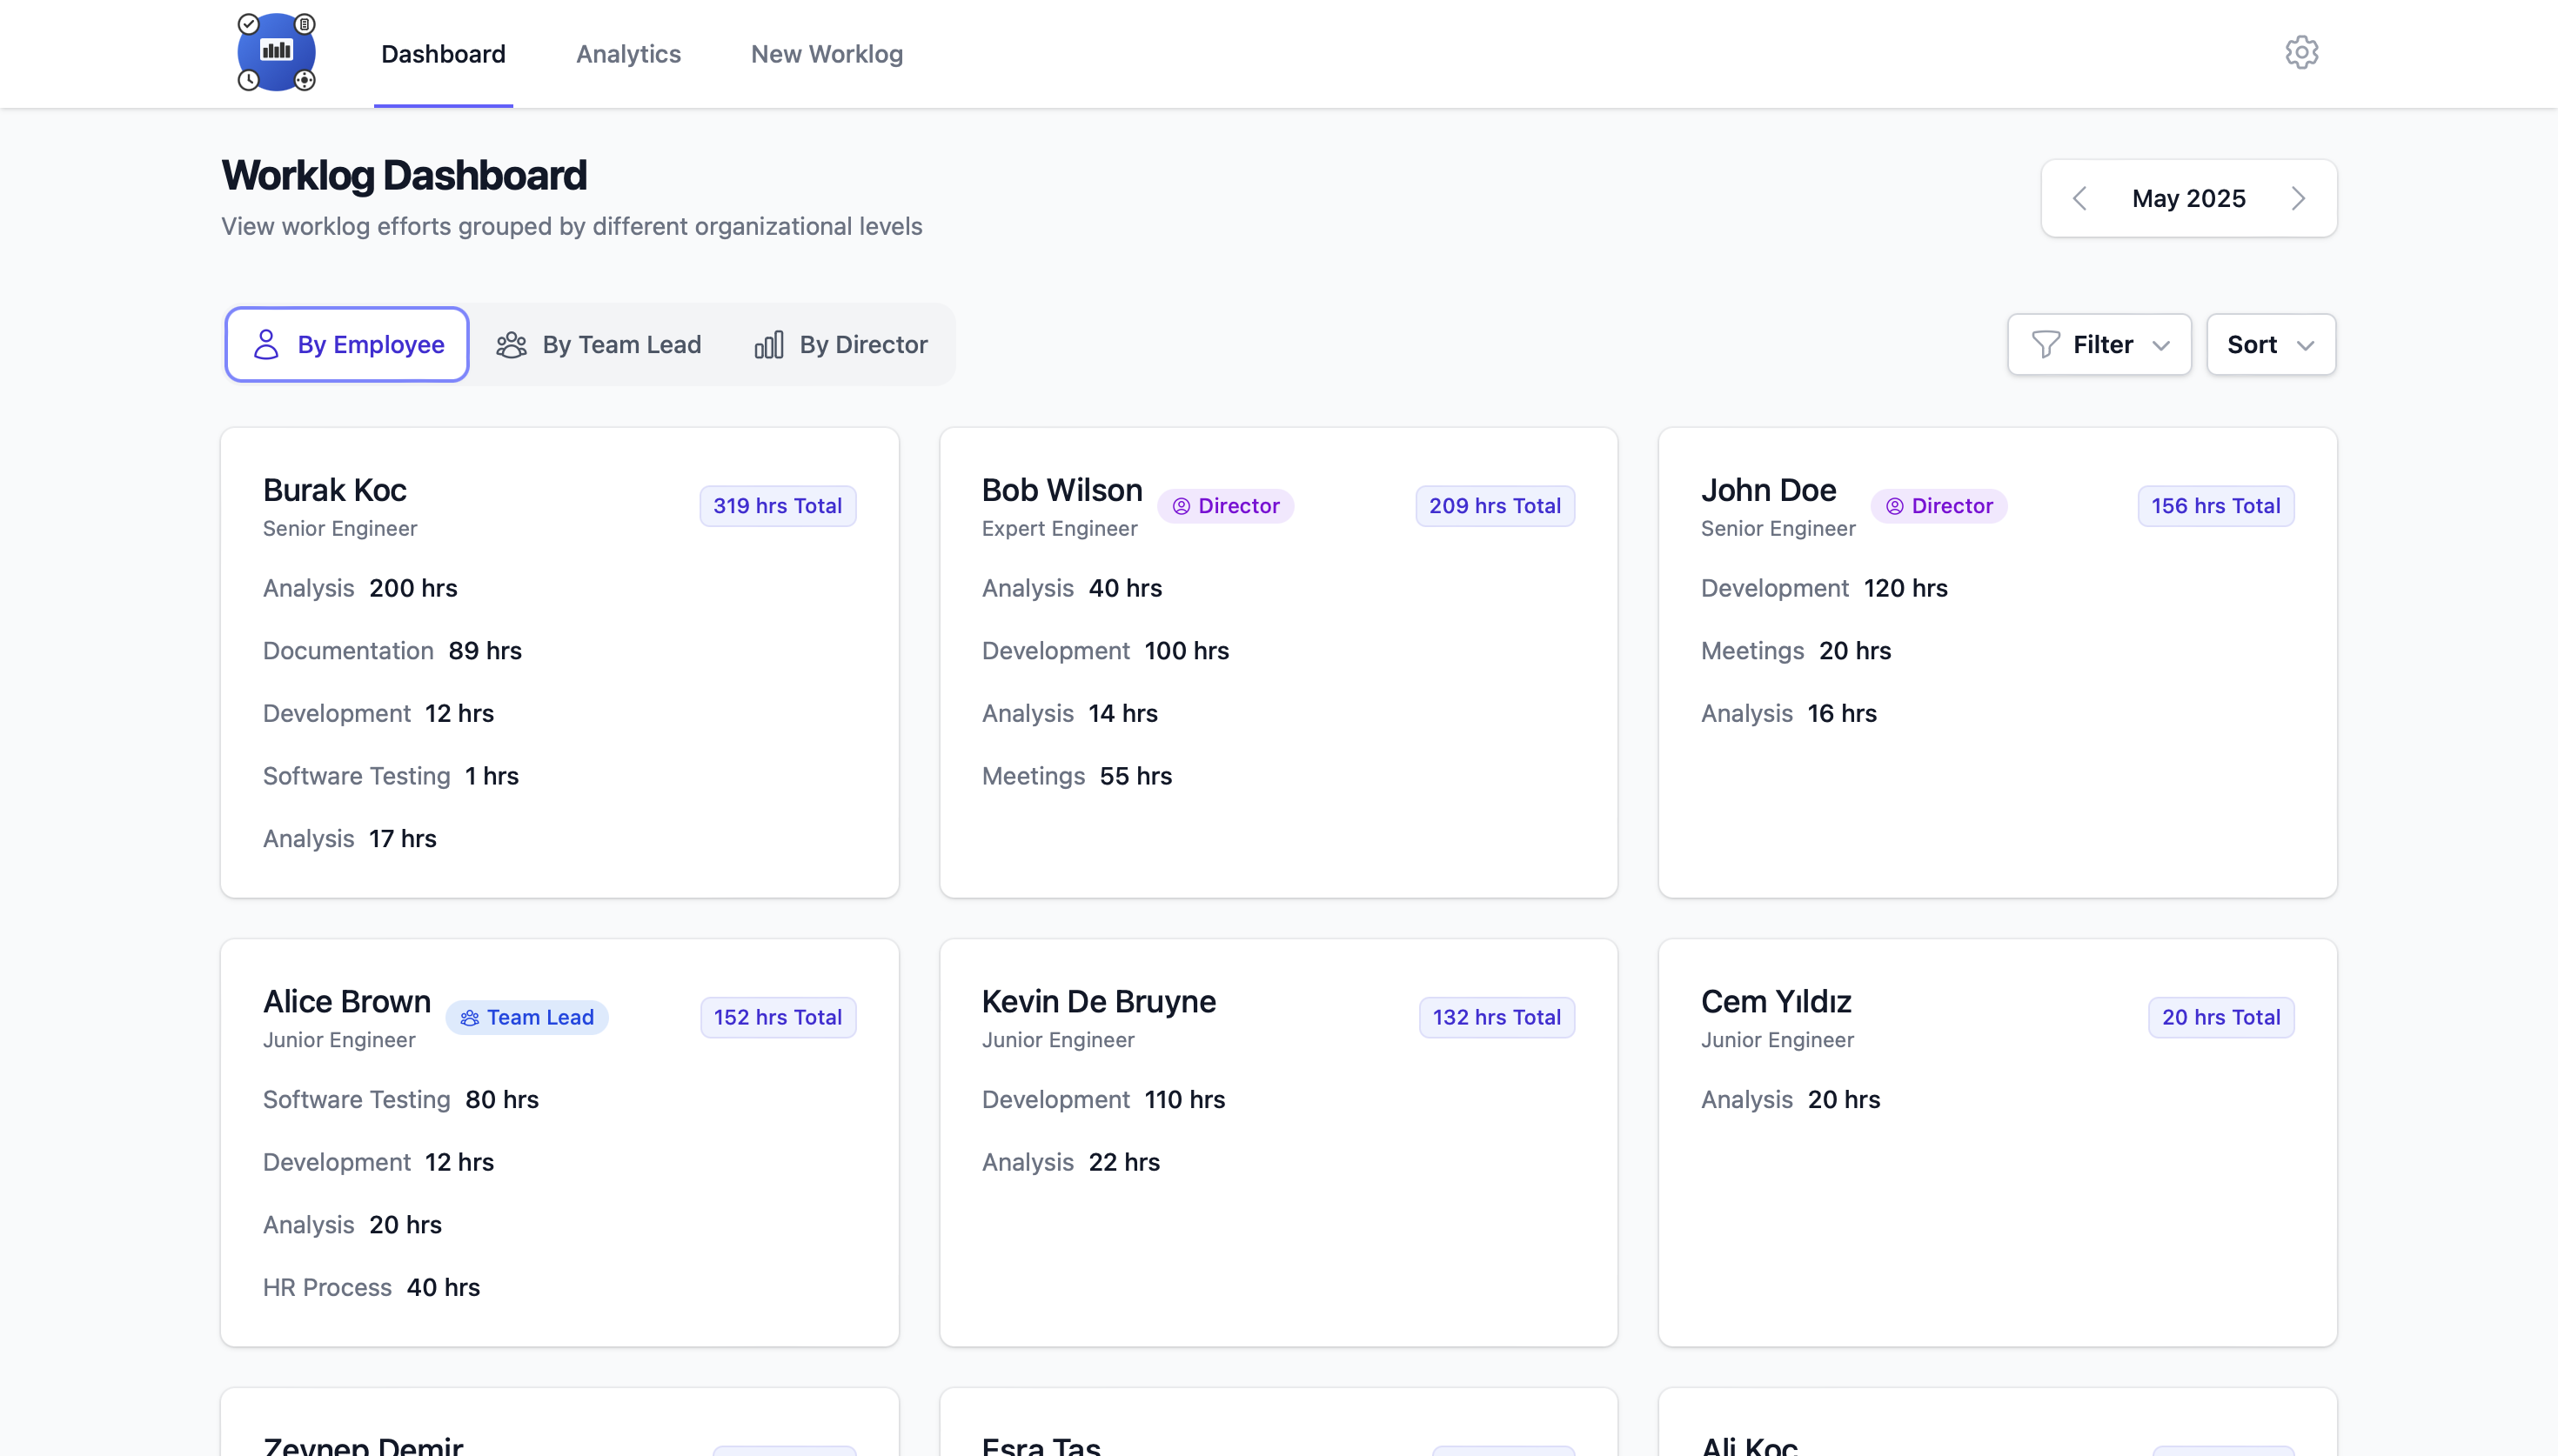 Dashboard
Analytics
New Worklog
Worklog Dashboard
View worklog efforts grouped by different organizational levels
May 2025
By Employee
By Team Lead
By Director
Filter
Sort
Burak Koc
Senior Engineer
319 hrs Total
Analysis 200 hrs
Documentation 89 hrs
Development 12 hrs
Software Testing 1 hrs
Analysis 17 hrs
Bob Wilson
Expert Engineer
Director
209 hrs Total
Analysis 40 hrs
Development 100 hrs
Analysis 14 hrs
Meetings 55 hrs
John Doe
Senior Engineer
Director
156 hrs Total
Development 120 hrs
Meetings 20 hrs
Analysis 16 hrs
Alice Brown
Junior Engineer
Team Lead
152 hrs Total
Software Testing 80 hrs
Development 12 hrs
Analysis 20 hrs
HR Process 40 hrs
Kevin De Bruyne
Junior Engineer
132 hrs Total
Development 110 hrs
Analysis 22 hrs
Cem Yıldız
Junior Engineer
20 hrs Total
Analysis 20 hrs
Zeynep Demir
Esra Tas
Ali Koc